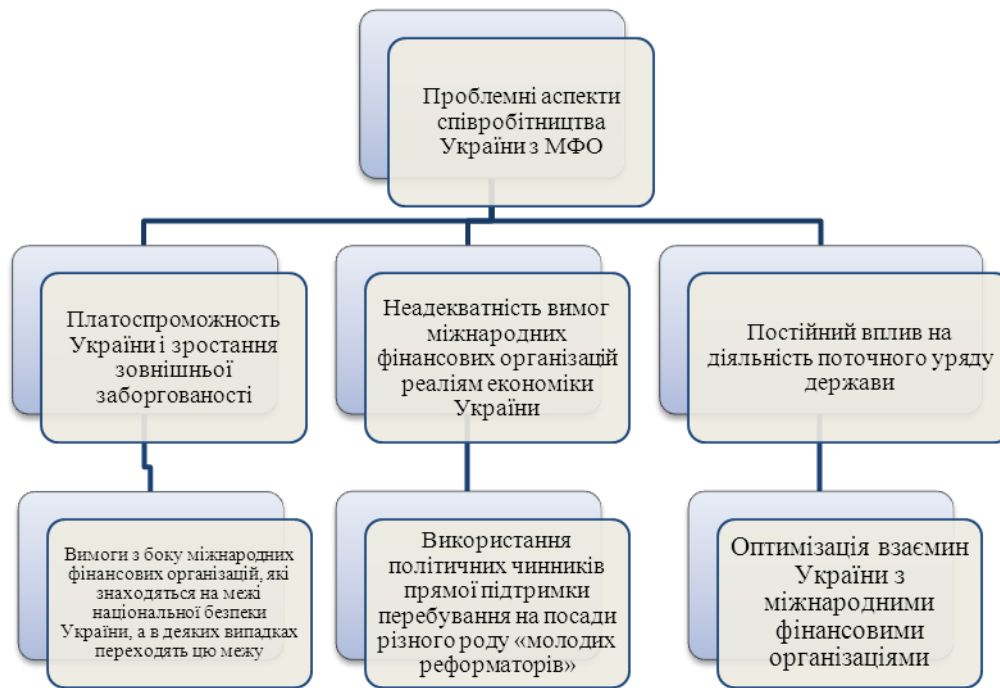 Проблемні аспекти
співробітництва
України з МФО
Платоспроможность
України і зростання
зовнішньої
заборгованості
Неадекватність вимог
міжнародних
фінансових організацій
реаліям економіки
України
Постійний вплив на
діяльність поточного уряду
держави
Вимоги з боку міжнародних
фінансових організацій, які
знаходяться на межі
національної безпеки
України, а в деяких випадках
переходять цю межу
Використання
політичних чинників
прямої підтримки
перебування на посади
різного роду «молодих
реформаторів»
Оптимізація взаємин
України з
міжнародними
фінансовими
організаціями